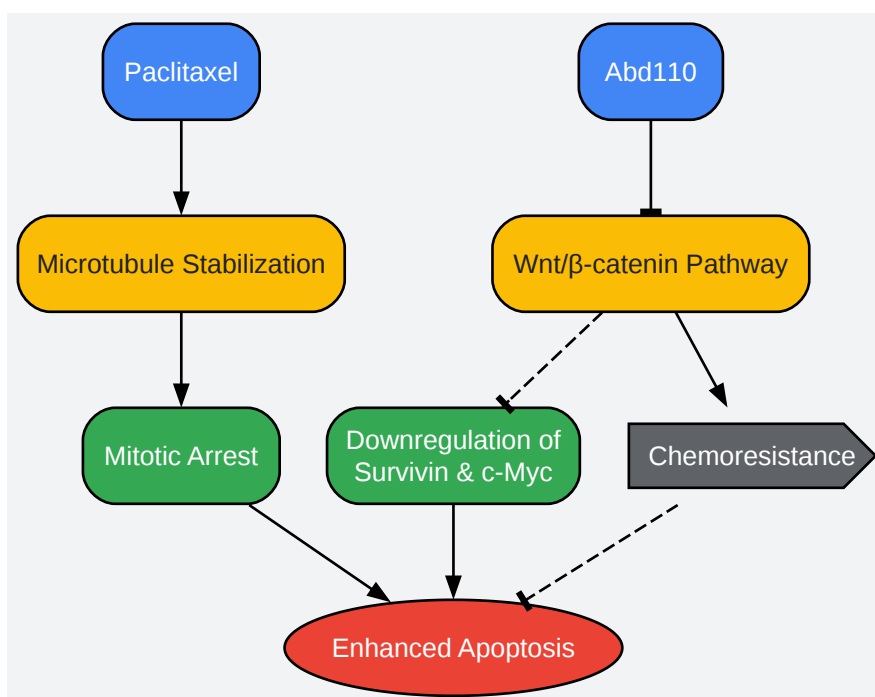 Paclitaxel
Abd110
Microtubule Stabilization
Wnt/β-catenin Pathway
Mitotic Arrest
Downregulation of
Survivin & c-Myc
Chemoresistance
Enhanced Apoptosis